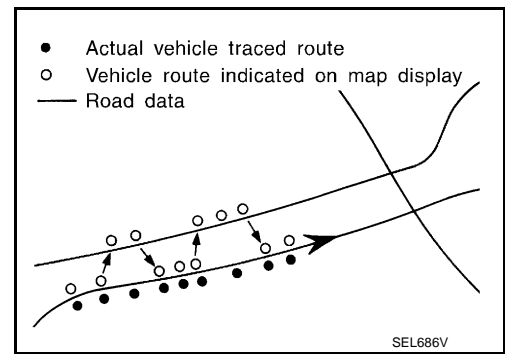 Actual vehicle traced route
Vehicle route indicated on map display
Road data
SEL686V